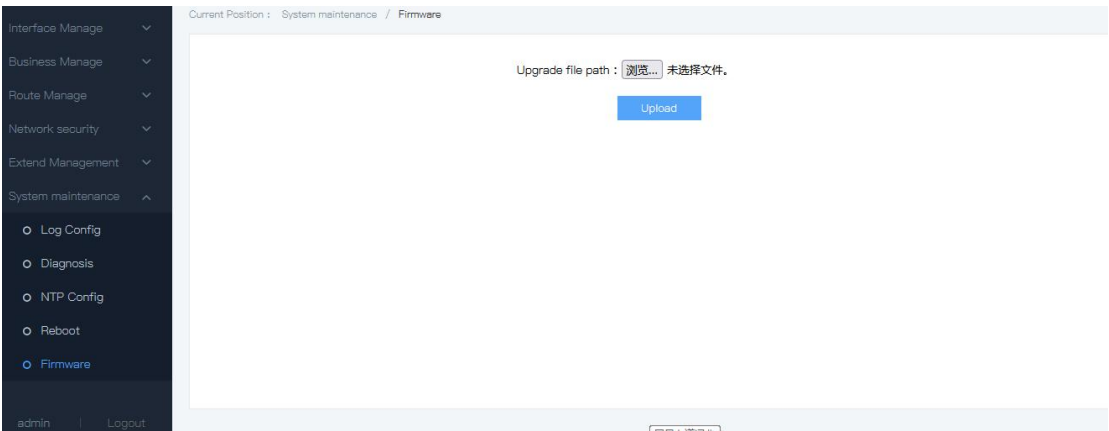 Current Position : System maintenance / Firmware
Interface Manage
Business Manage
Route Manage
Network security
Extend Management
System maintenance
Log Config
Diagnosis
NTP Config
Reboot
Firmware
admin | Logout
Upgrade file path : 浏览... 未选择文件。
Upload